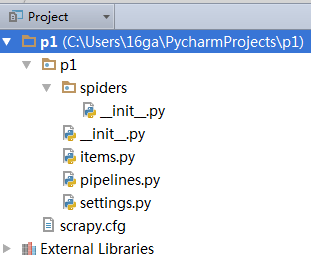 Project
p1 (C:\Users\16ga\PycharmProjects\p1)
p1
spiders
__init__.py
__init__.py
items.py
pipelines.py
settings.py
scrapy.cfg
External Libraries